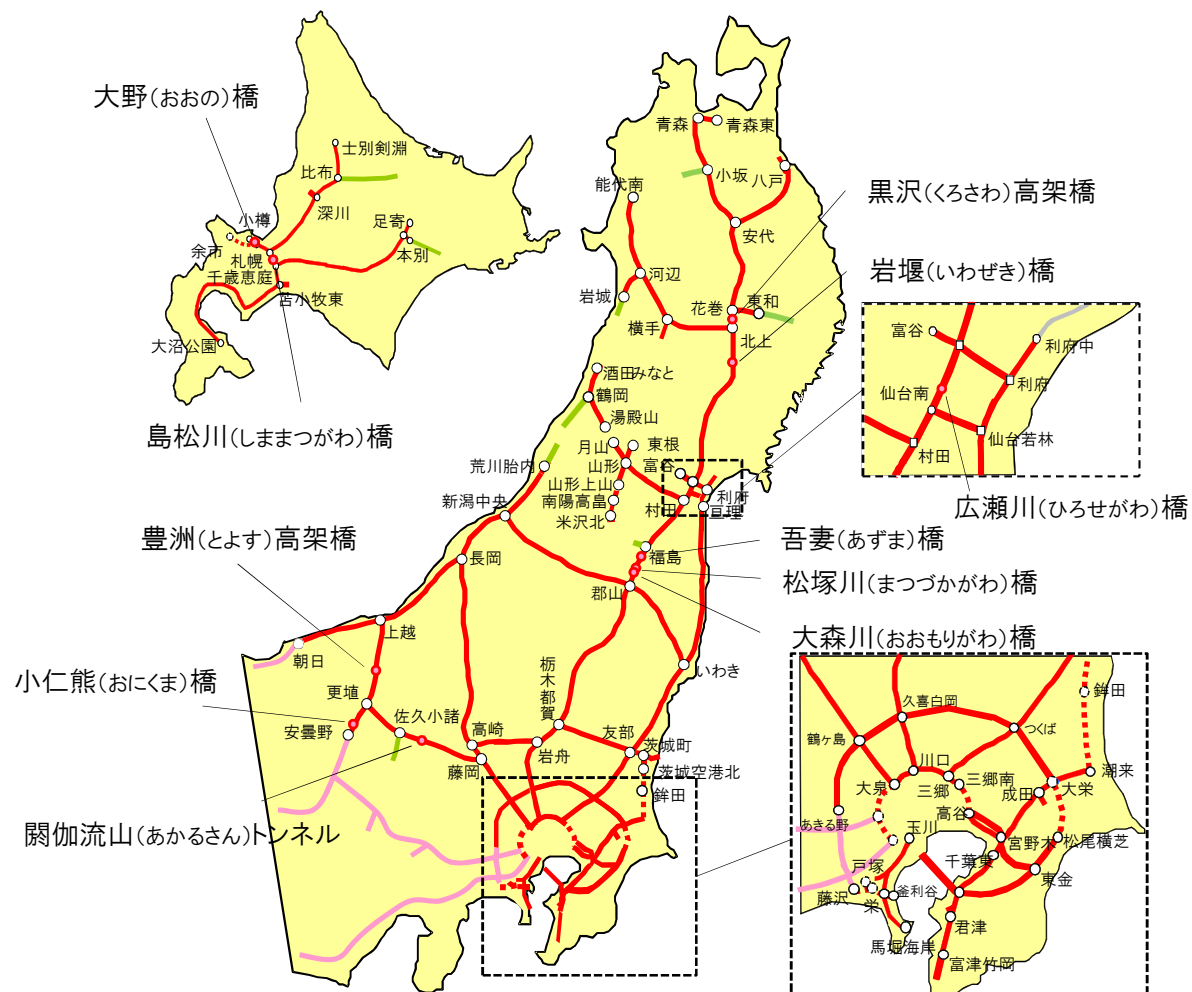 大野(おおの)橋
士別剣淵
比布
深川
小樽
足寄
余市
本別
札幌
千歳恵庭
苫小牧東
大沼公園
島松川(しままつがわ)橋
青森
青森東
小坂
八戸
能代南
安代
黒沢(くろさわ)高架橋
河辺
岩城
花巻
東和
横手
北上
岩堰(いわぜき)橋
酒田みなと
鶴岡
湯殿山
月山
東根
山形
富谷
荒川胎内
山形上山
南陽高畠
米沢北
村田
利府
亘理
新潟中央
富谷
利府中
利府
仙台南
仙台若林
村田
広瀬川(ひろせがわ)橋
豊洲(とよす)高架橋
長岡
福島
吾妻(あずま)橋
松塚川(まつづかがわ)橋
郡山
大森川(おおもりがわ)橋
上越
朝日
いわき
小仁熊(おにくま)橋
更埴
栃木都賀
安曇野
佐久小諸
高崎
岩舟
友部
茨城町
藤岡
茨城空港北
鉾田
閼伽流山(あかるさん)トンネル
鉾田
久喜白岡
つくば
鶴ヶ島
川口
大泉
三郷
三郷南
潮来
成田
大栄
高谷
あきる野
玉川
宮野木
松尾横芝
千葉東
戸塚
東金
藤沢
栄
釜利谷
君津
馬堀海岸
富津竹岡